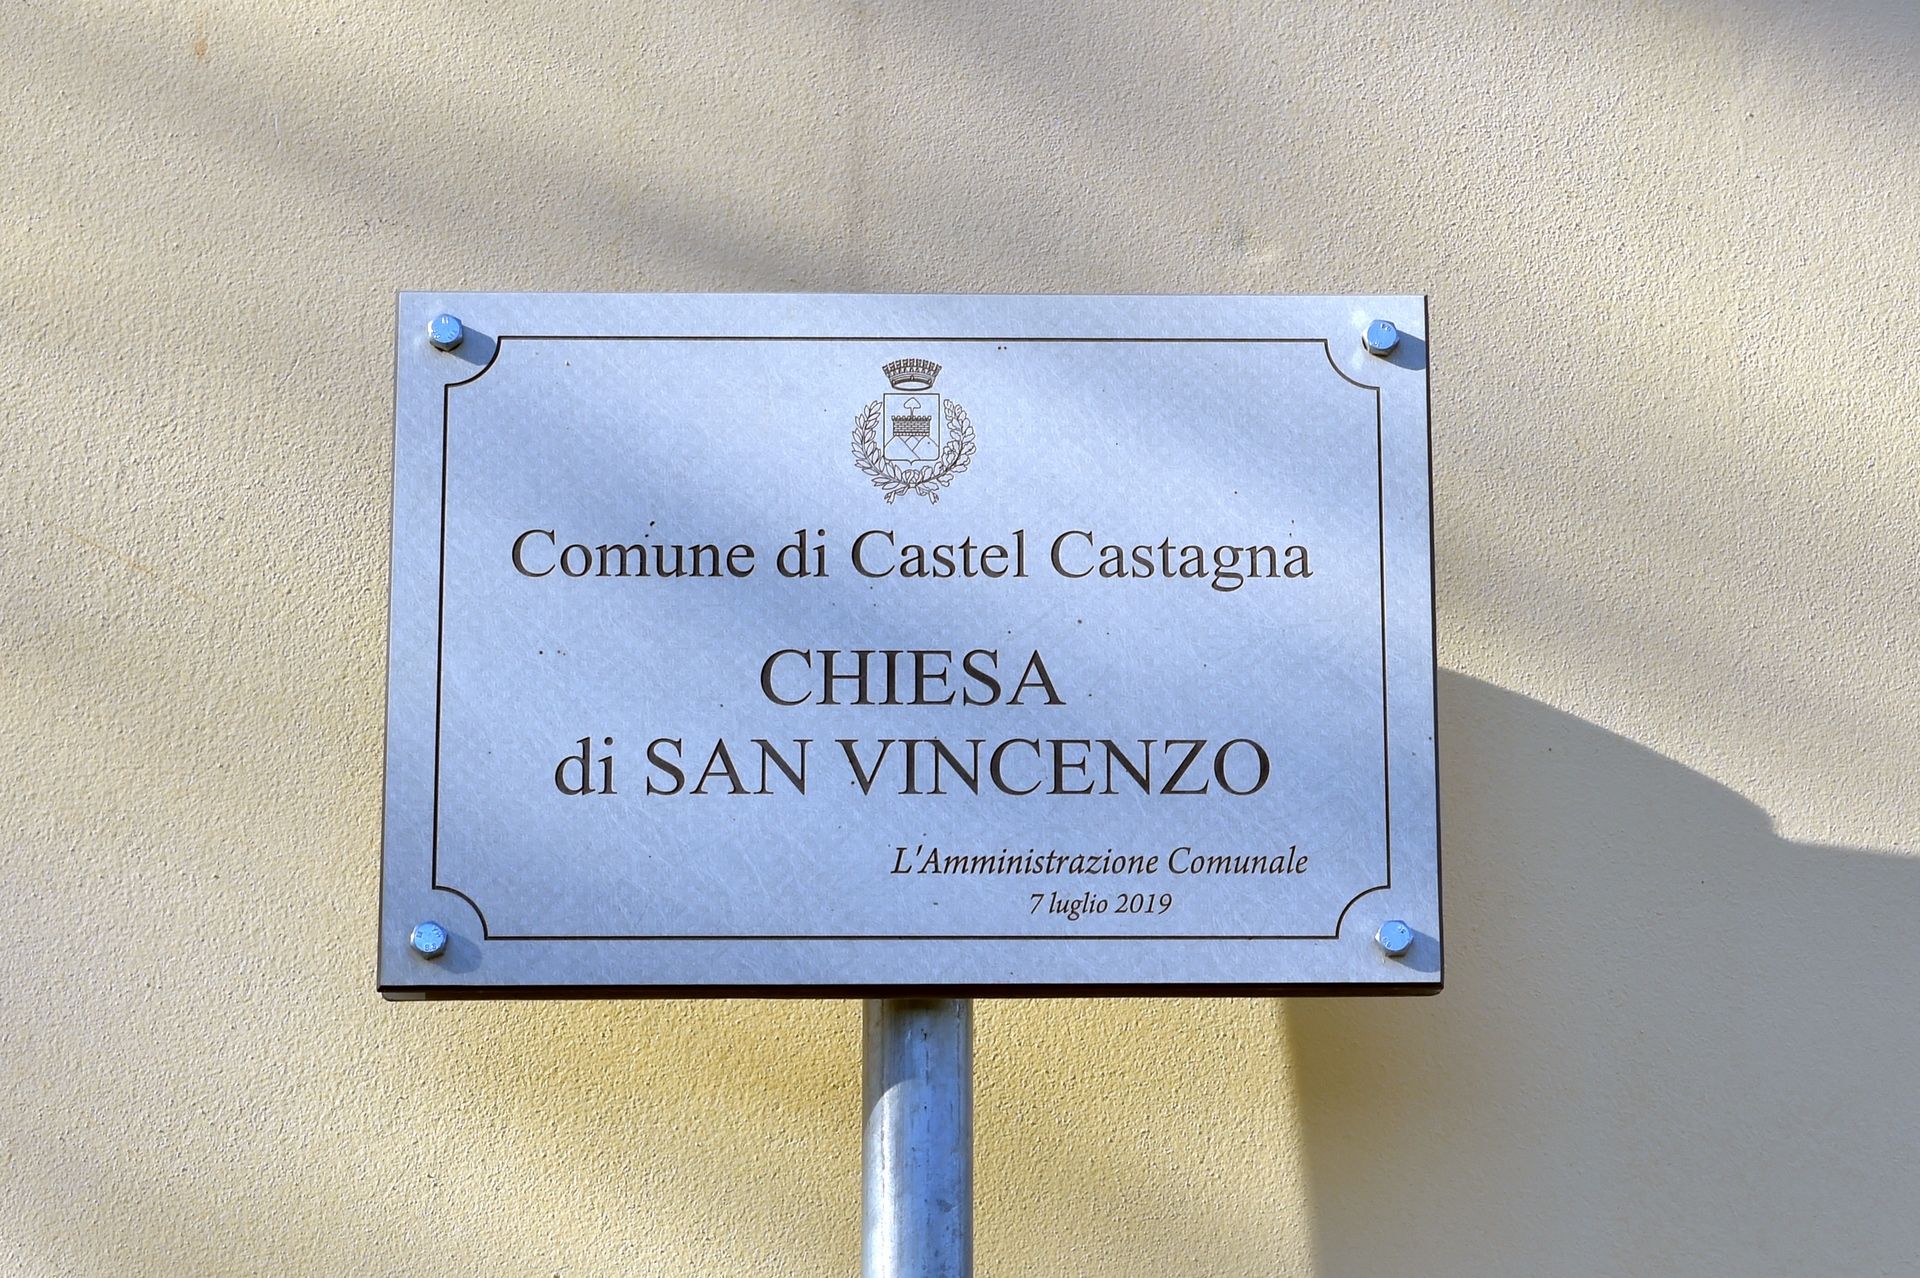 Comune di Castel Castagna
CHIESA
di SAN VINCENZO
L'Amministrazione Comunale
7 luglio 2019